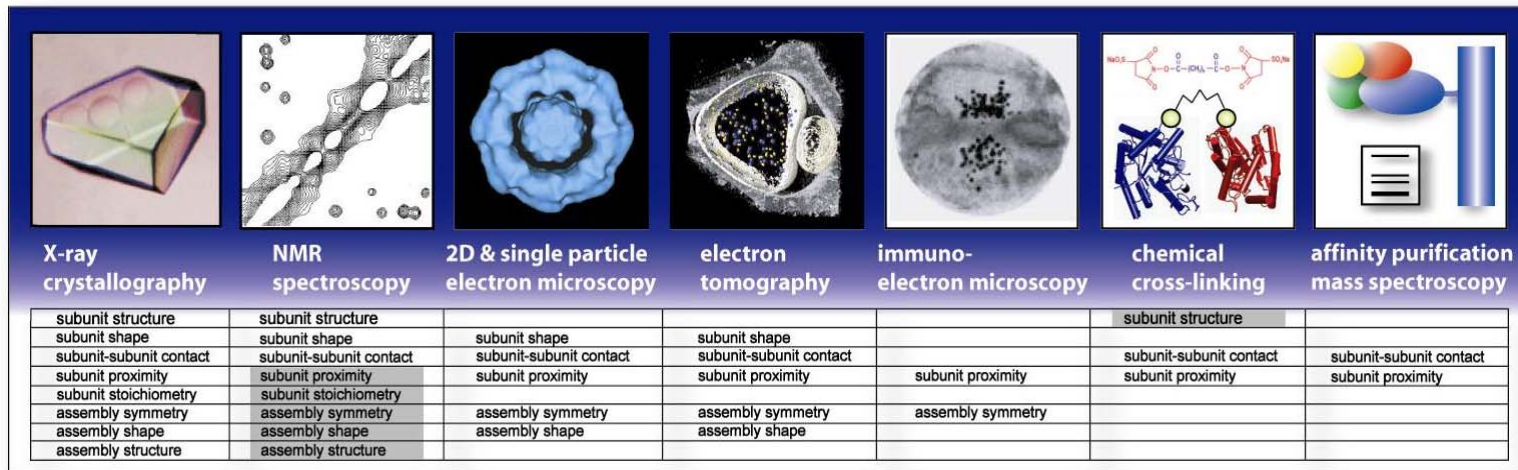 NaO₃S SO₃Na
O O O O O O
N-O-C-(CH₂)₆-C-O-N
X-ray crystallography
NMR spectroscopy
2D & single particle electron microscopy
electron tomography
immuno-electron microscopy
chemical cross-linking
affinity purification mass spectroscopy
subunit structure subunit structure subunit structure
subunit shape subunit shape subunit shape subunit shape
subunit-subunit contact subunit-subunit contact subunit-subunit contact subunit-subunit contact subunit-subunit contact subunit-subunit contact
subunit proximity subunit proximity subunit proximity subunit proximity subunit proximity subunit proximity subunit proximity
subunit stoichiometry subunit stoichiometry
assembly symmetry assembly symmetry assembly symmetry assembly symmetry assembly symmetry
assembly shape assembly shape assembly shape assembly shape
assembly structure assembly structure